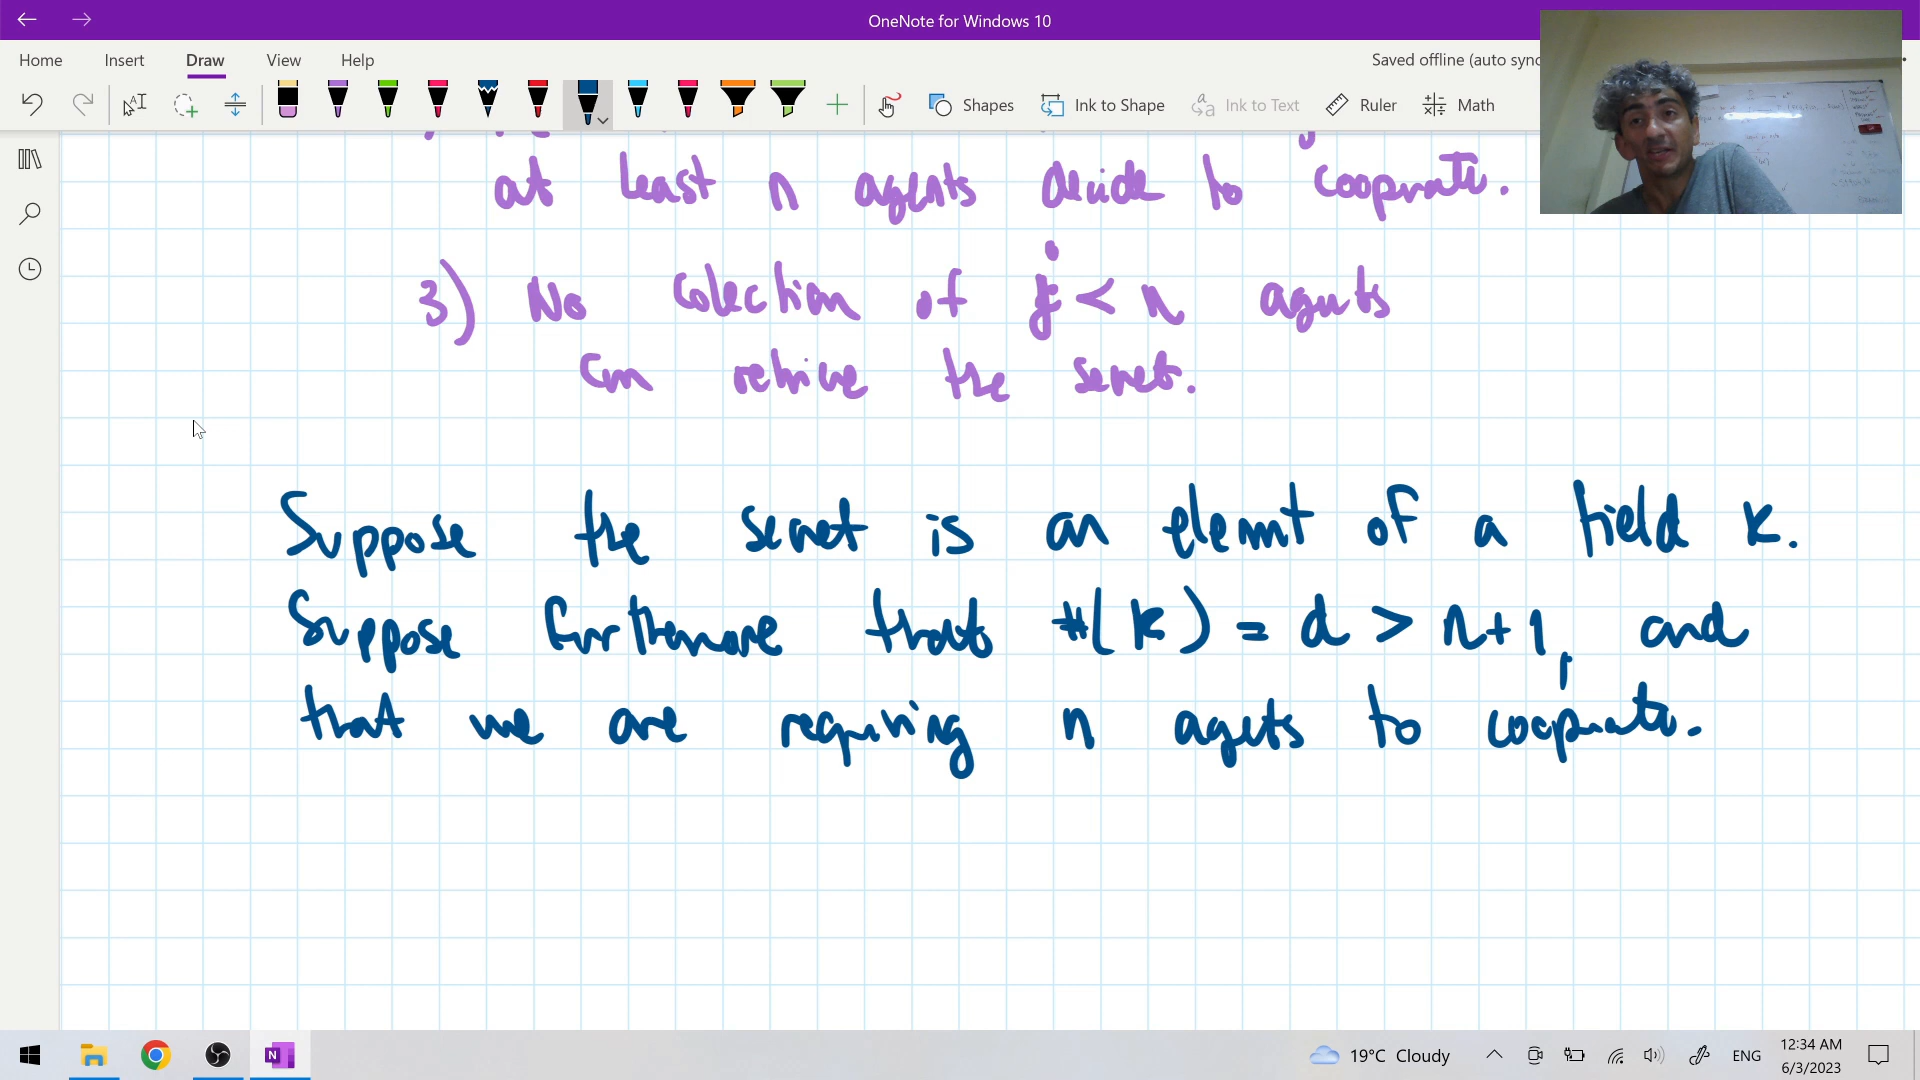 OneNote for Windows 10
Home Insert Draw View Help Saved offline (auto sync
Shapes Ink to Shape Ink to Text Ruler Math
at least n agents decide to cooperate.
3) No colection of j < n agents
can retrieve the secret.
Suppose the secret is an element of a field k.
Suppose furthermore that #(k) = d > n+1, and
that we are requiring n agents to cooperate.
19°C Cloudy ENG 12:34 AM
6/3/2023